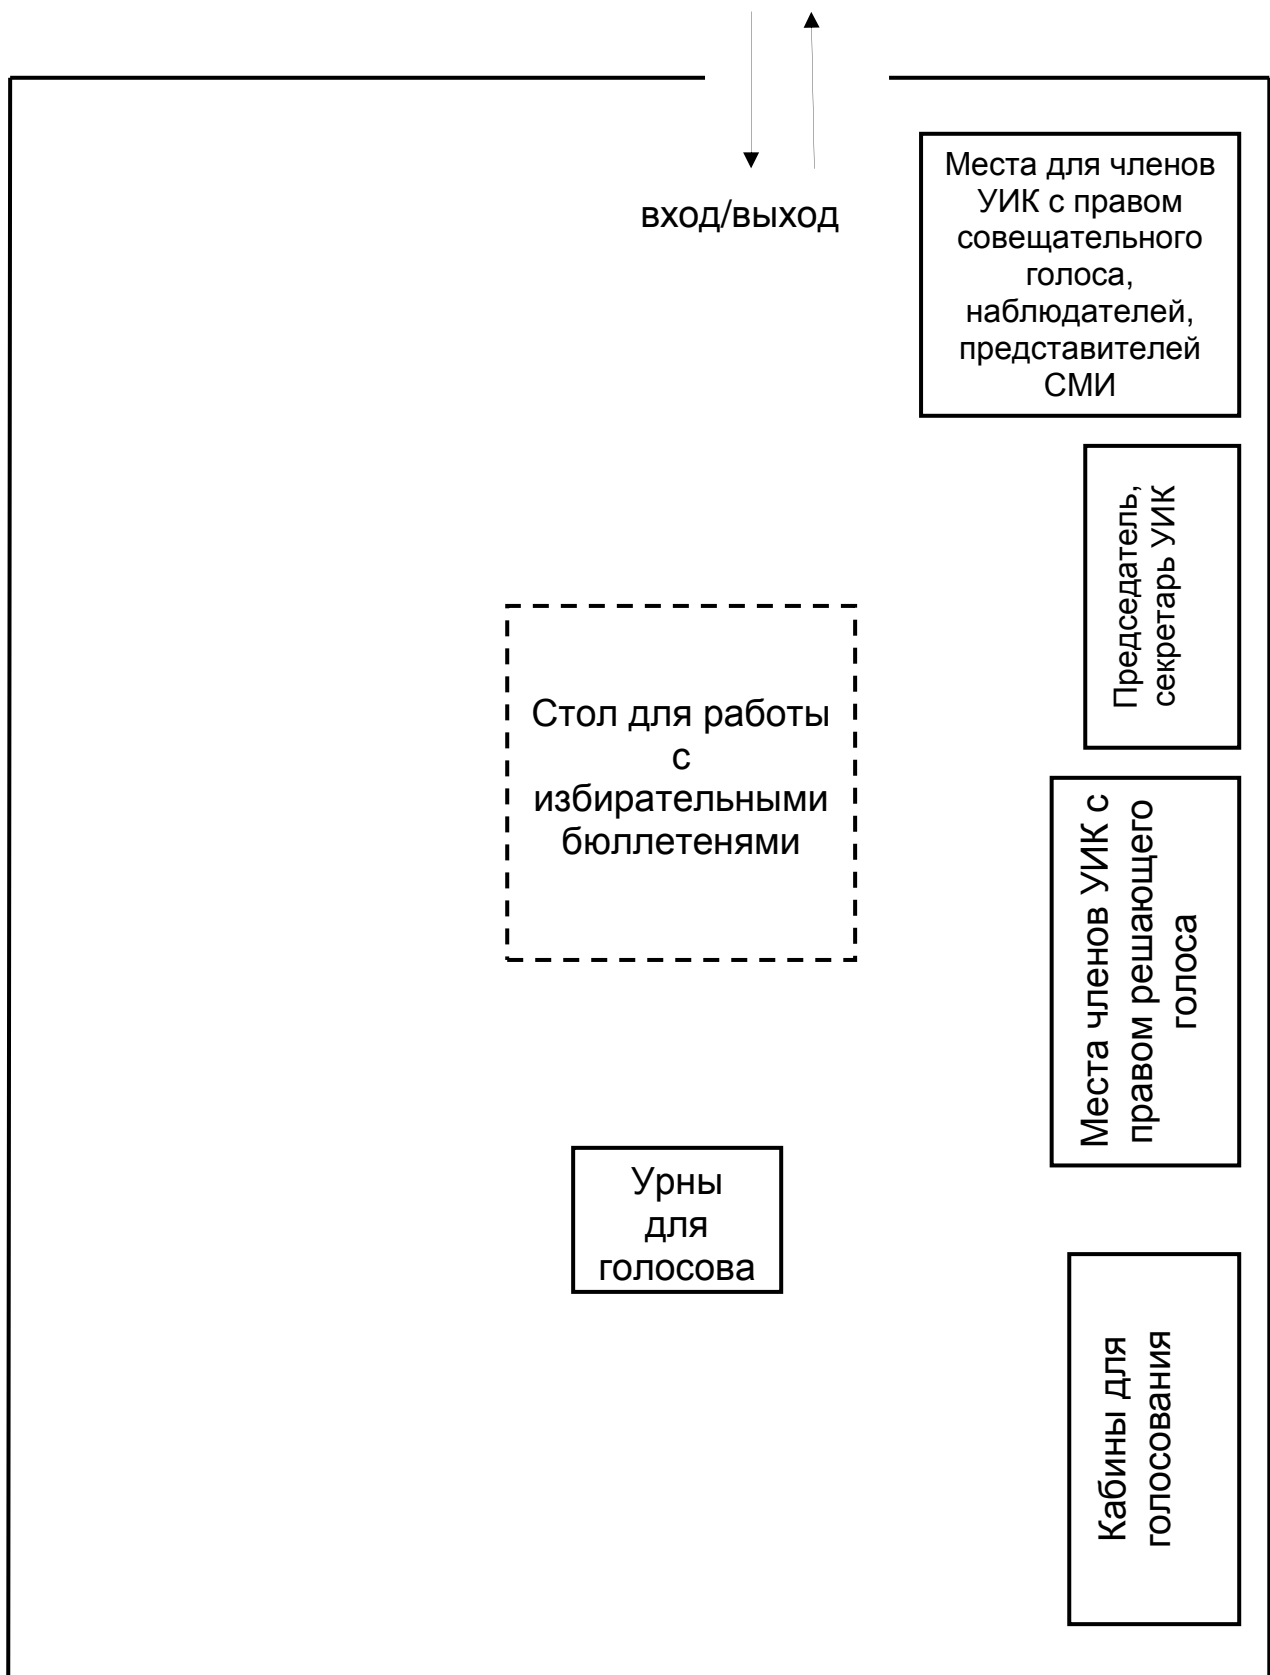 вход/выход
Места для членов
УИК с правом
совещательного
голоса,
наблюдателей,
представителей
СМИ
Председатель,
секретарь УИК
Стол для работы
с
избирательными
бюллетенями
Места членов УИК с
правом решающего
голоса
Урны
для
голосова
Кабины для
голосования